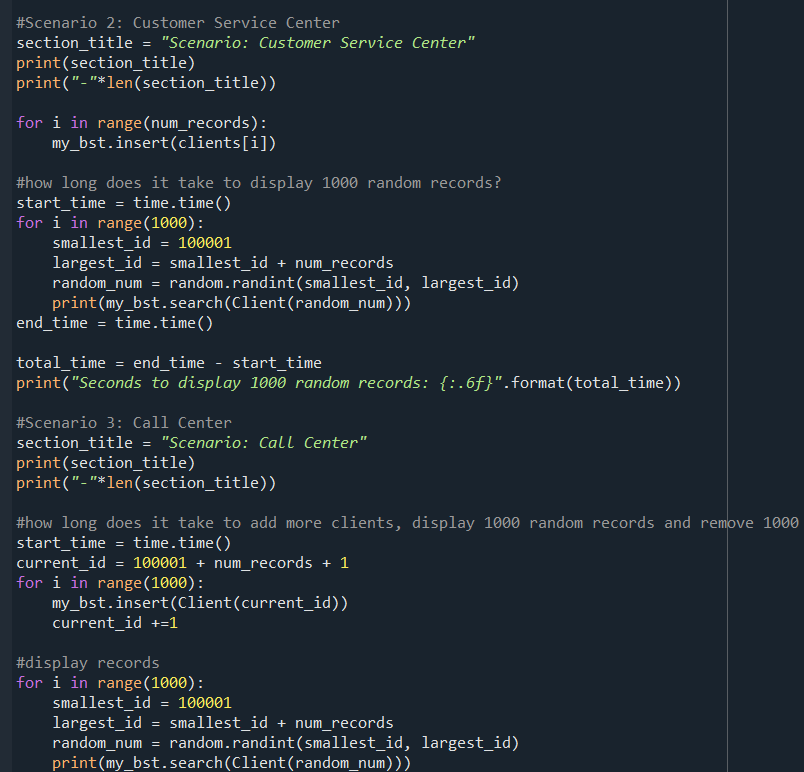 #Scenario 2: Customer Service Center
section_title = "Scenario: Customer Service Center"
print(section_title)
print("-"*len(section_title))

for i in range(num_records):
    my_bst.insert(clients[i])

#how long does it take to display 1000 random records?
start_time = time.time()
for i in range(1000):
    smallest_id = 100001
    largest_id = smallest_id + num_records
    random_num = random.randint(smallest_id, largest_id)
    print(my_bst.search(Client(random_num)))
end_time = time.time()

total_time = end_time - start_time
print("Seconds to display 1000 random records: {:.6f}".format(total_time))

#Scenario 3: Call Center
section_title = "Scenario: Call Center"
print(section_title)
print("-"*len(section_title))

#how long does it take to add more clients, display 1000 random records and remove 1000
start_time = time.time()
current_id = 100001 + num_records + 1
for i in range(1000):
    my_bst.insert(Client(current_id))
    current_id +=1

#display records
for i in range(1000):
    smallest_id = 100001
    largest_id = smallest_id + num_records
    random_num = random.randint(smallest_id, largest_id)
    print(my_bst.search(Client(random_num)))